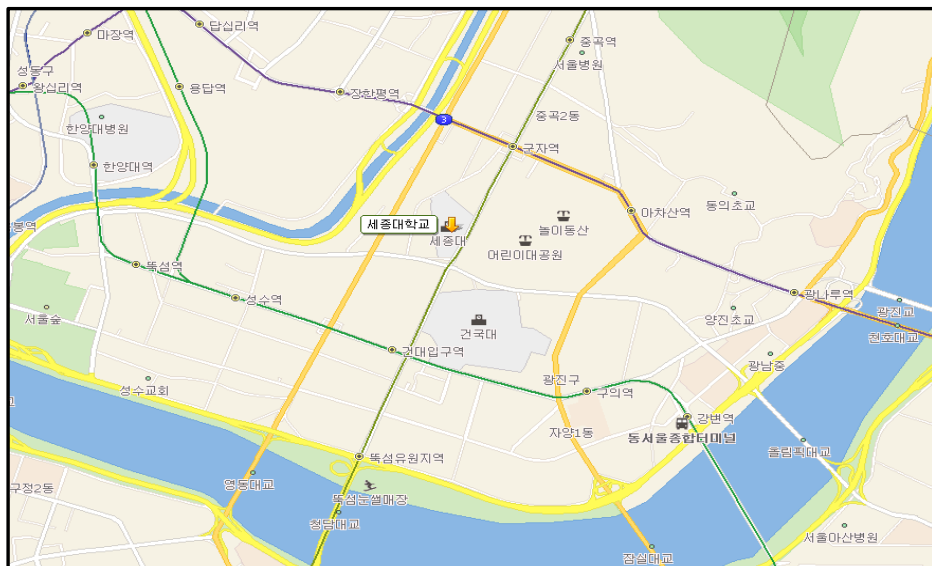 답십리역
마장역
중곡역
서울병원
성동구
왕십리역
용답역
장한평역
3
중곡2동
한양대병원
군자역
한양대역
아차산역
동의초교
세종대학교
세종대
놀이동산
어린이대공원
봉역
뚝섬역
성수역
광나루역
서울숲
양진초교
광진교
천호대교
건국대
건대입구역
광남중
성수교회
광진구
구의역
강변역
자양1동
동서울종합터미널
올림픽대교
뚝섬유원지역
구정2동
영동대교
뚝섬눈썰매장
청담대교
서울아산병원
잠실대교